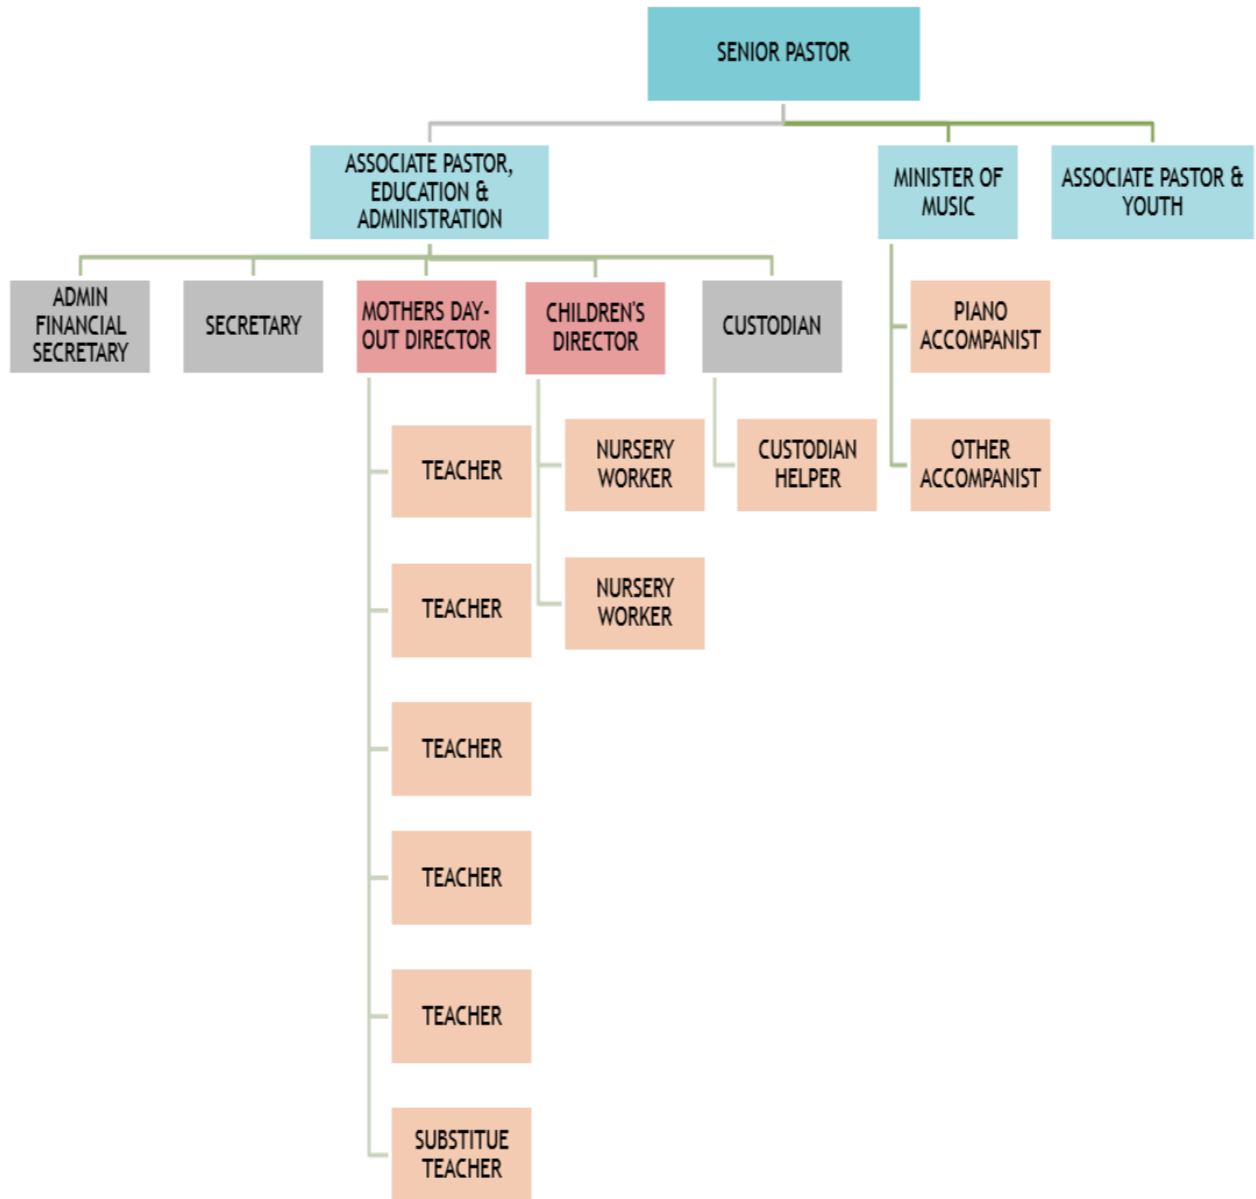 SENIOR PASTOR
ASSOCIATE PASTOR,
EDUCATION &
ADMINISTRATION
MINISTER OF
MUSIC
ASSOCIATE PASTOR &
YOUTH
ADMIN
FINANCIAL
SECRETARY
SECRETARY
MOTHERS DAY-
OUT DIRECTOR
CHILDREN'S
DIRECTOR
CUSTODIAN
PIANO
ACCOMPANIST
TEACHER
NURSERY
WORKER
CUSTODIAN
HELPER
OTHER
ACCOMPANIST
TEACHER
NURSERY
WORKER
TEACHER
TEACHER
TEACHER
SUBSTITUE
TEACHER